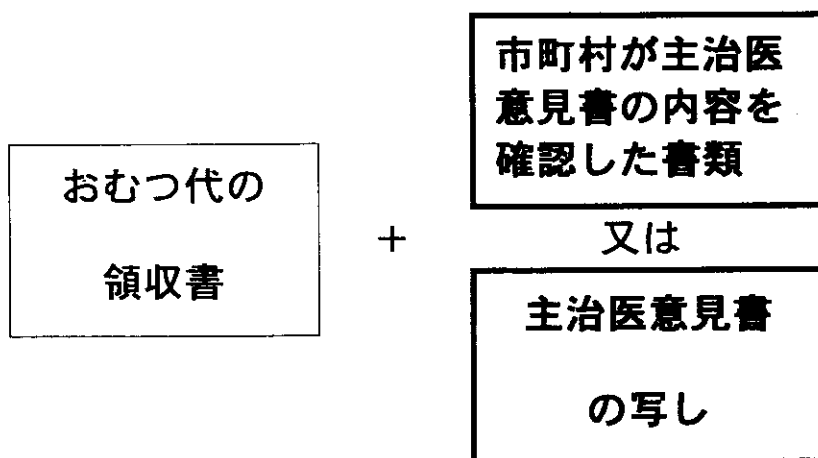 おむつ代の
領収書
+
市町村が主治医
意見書の内容を
確認した書類
又は
主治医意見書
の写し